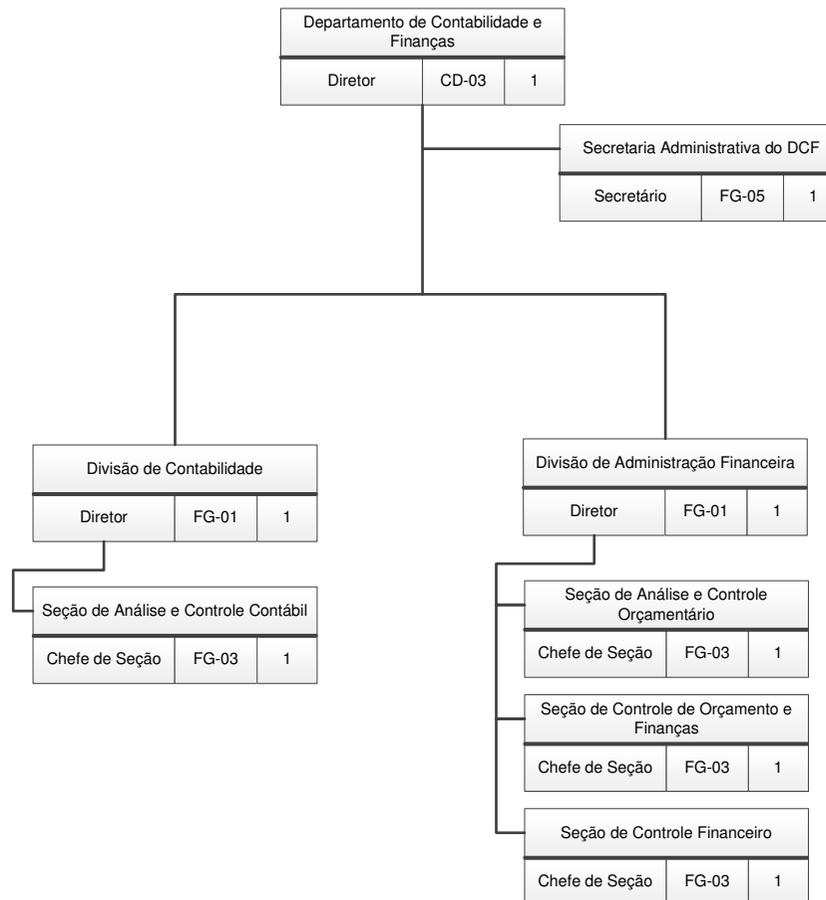 Departamento de Contabilidade e
Finanças
Diretor CD-03 1
Secretaria Administrativa do DCF
Secretário FG-05 1
Divisão de Contabilidade
Diretor FG-01 1
Seção de Análise e Controle Contábil
Chefe de Seção FG-03 1
Divisão de Administração Financeira
Diretor FG-01 1
Seção de Análise e Controle
Orçamentário
Chefe de Seção FG-03 1
Seção de Controle de Orçamento e
Finanças
Chefe de Seção FG-03 1
Seção de Controle Financeiro
Chefe de Seção FG-03 1